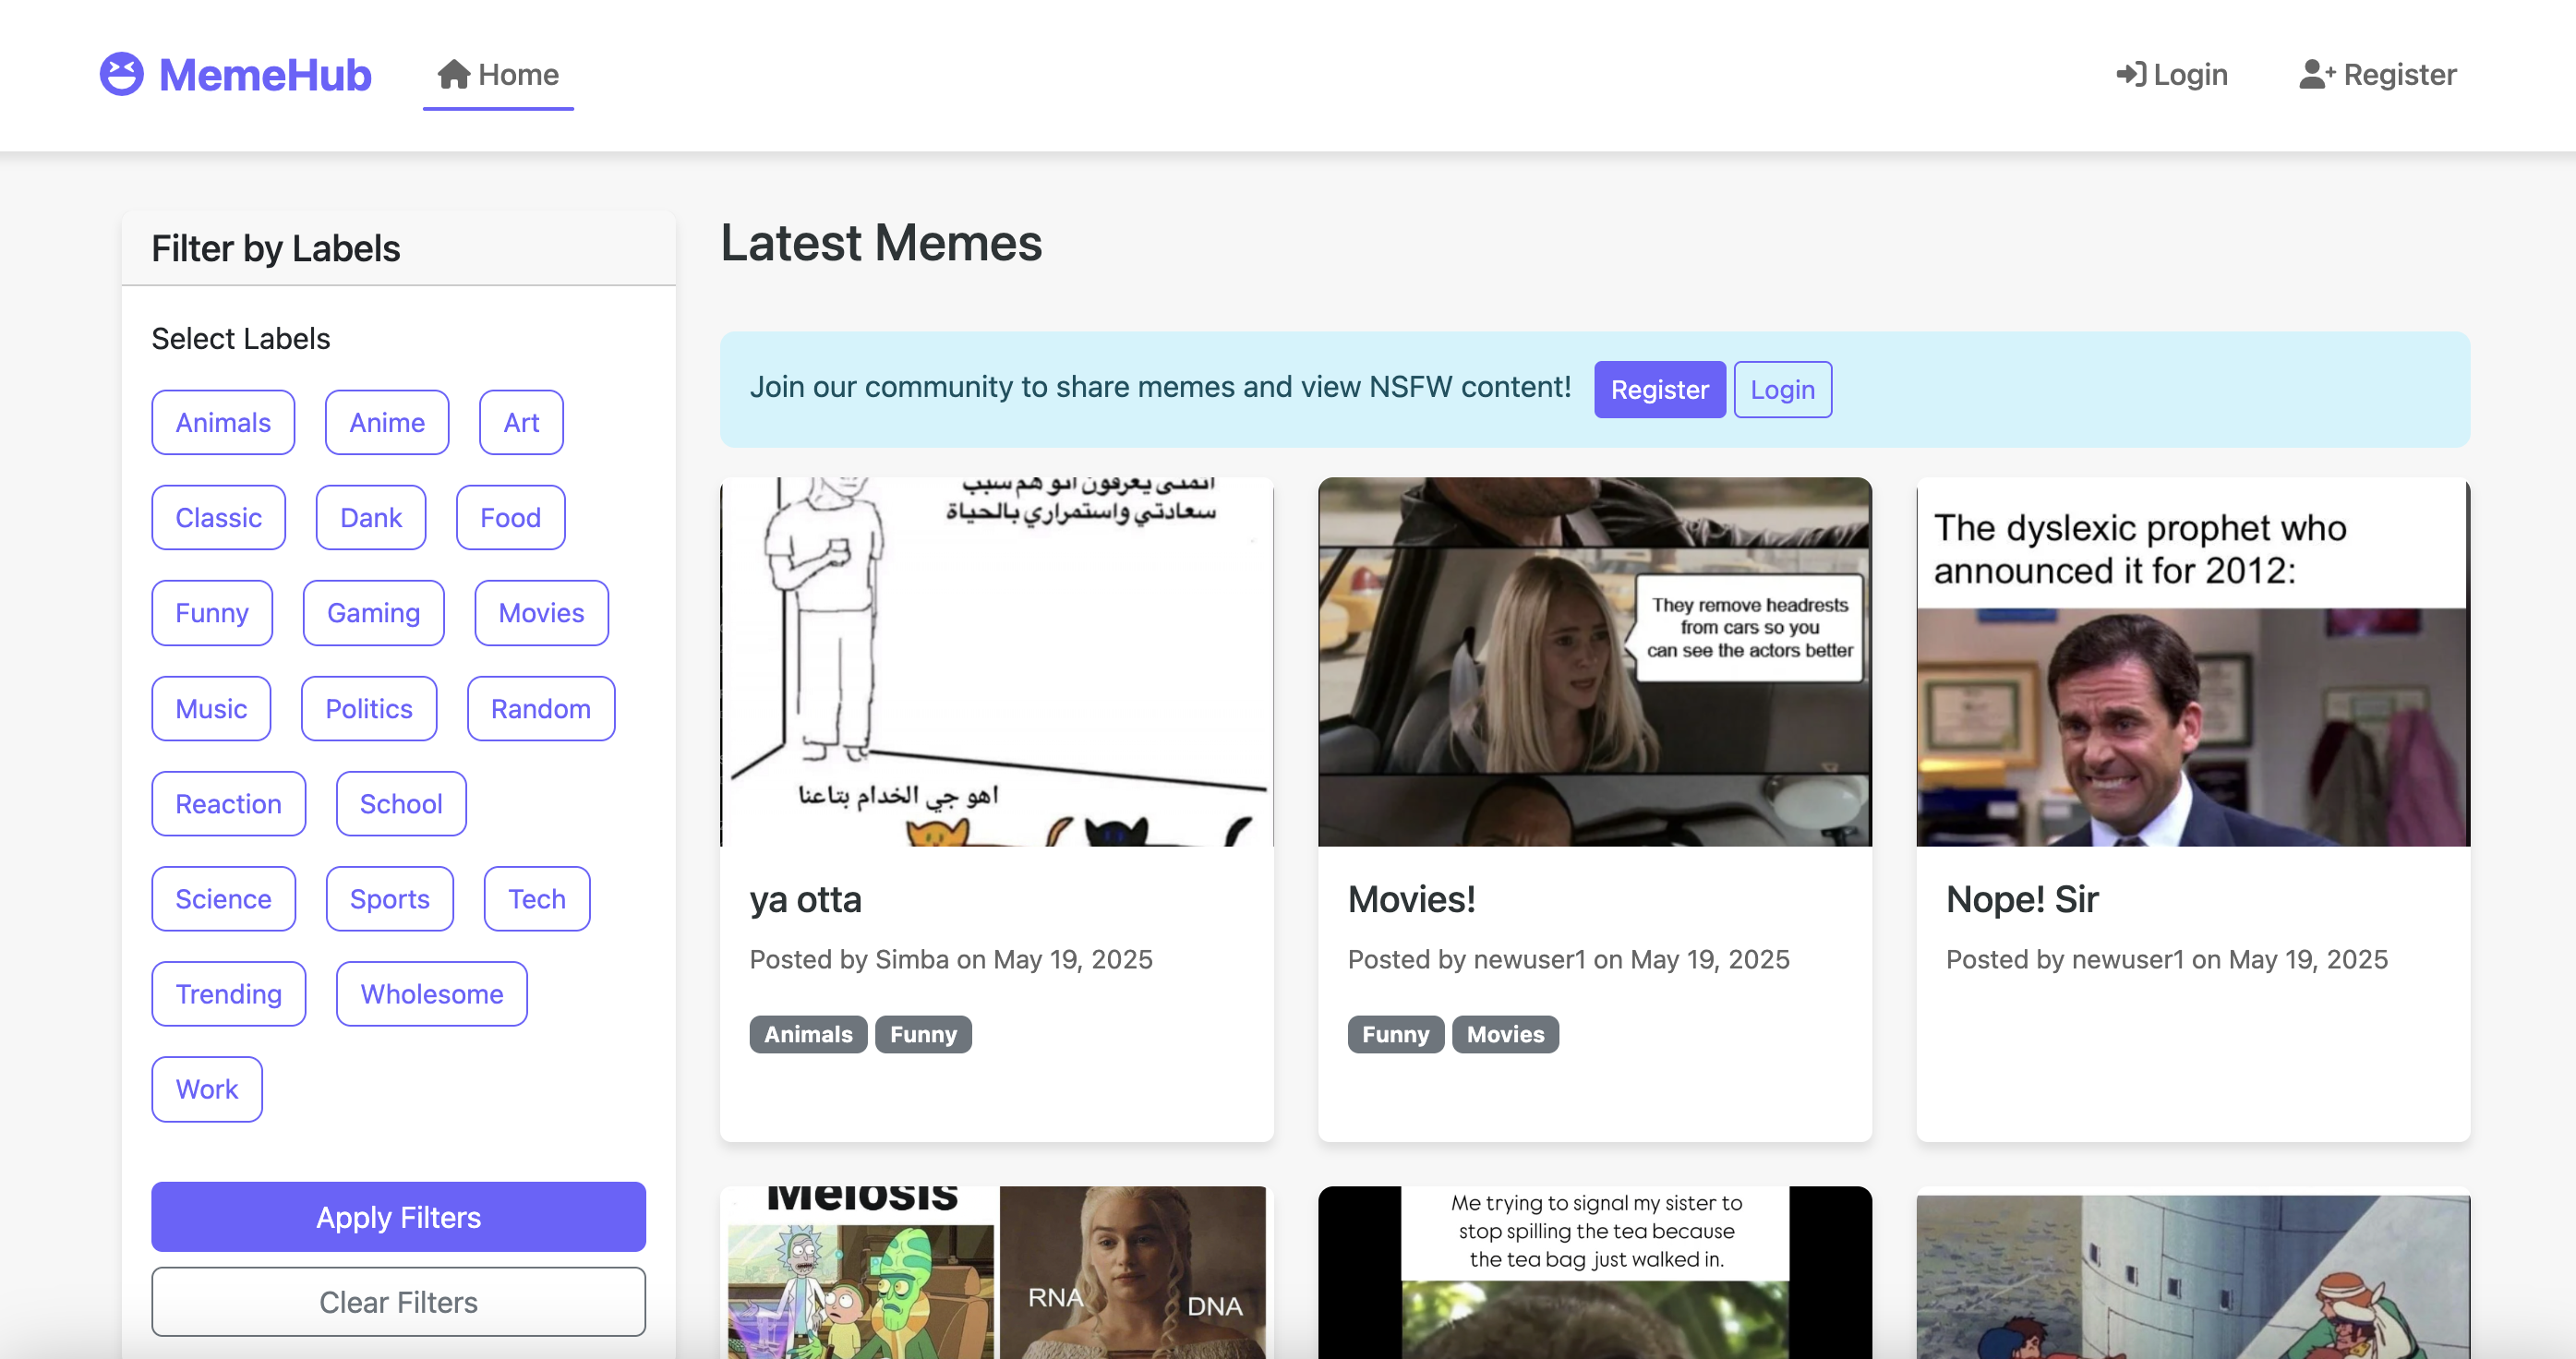 MemeHub
Home
Login
Register
Filter by Labels
Select Labels
Animals
Anime
Art
Classic
Dank
Food
Funny
Gaming
Movies
Music
Politics
Random
Reaction
School
Science
Sports
Tech
Trending
Wholesome
Work
Apply Filters
Clear Filters
Latest Memes
Join our community to share memes and view NSFW content!
Register
Login
اتمنى يعرفون انو هم سبب
سعادتي واستمراري بالحياة
اهو جي الخدام بتاعنا
ya otta
Posted by Simba on May 19, 2025
Animals
Funny
They remove headrests
from cars so you
can see the actors better
Movies!
Posted by newuser1 on May 19, 2025
Funny
Movies
The dyslexic prophet who
announced it for 2012:
Nope! Sir
Posted by newuser1 on May 19, 2025
Meiosis
RNA
DNA
Me trying to signal my sister to
stop spilling the tea because
the tea bag just walked in.